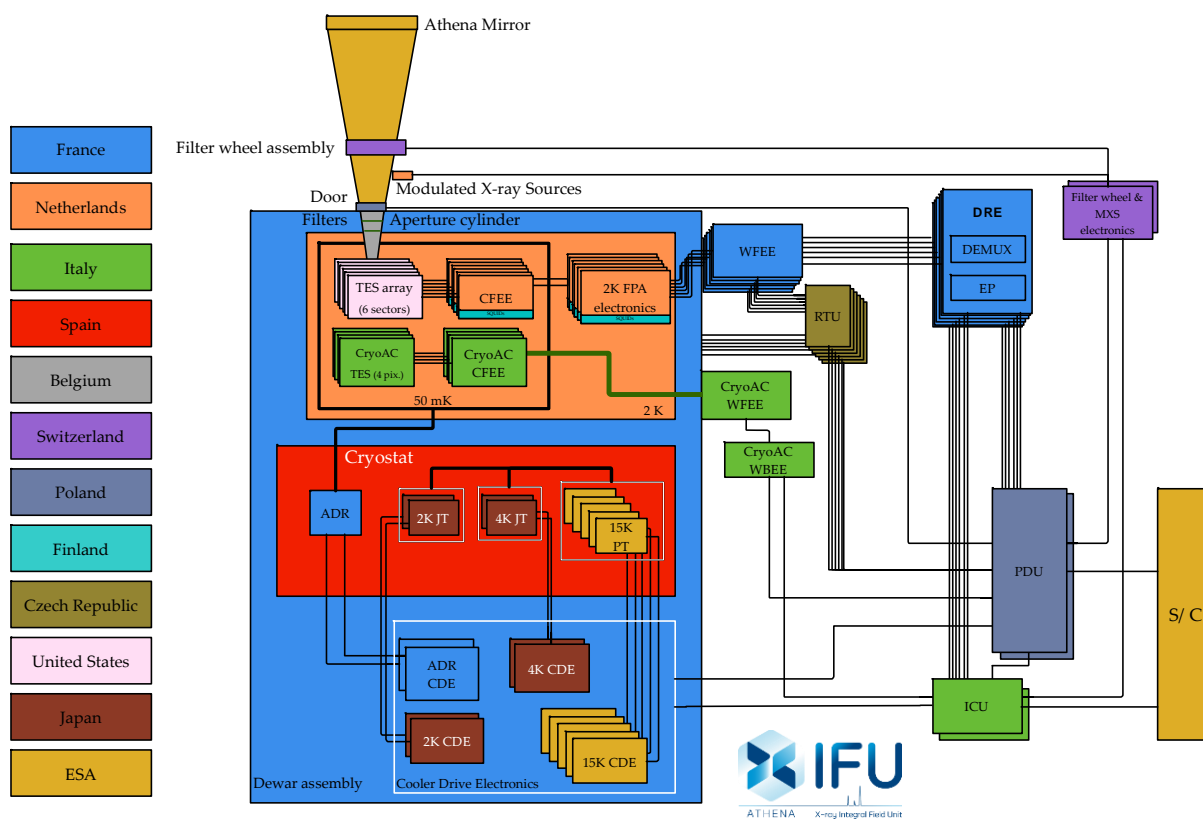 Athena Mirror
Filter wheel assembly
Modulated X-ray Sources
Door
Filters
Aperture cylinder
France
Netherlands
Italy
Spain
Belgium
Switzerland
Poland
Finland
Czech Republic
United States
Japan
ESA
TES array
(6 sectors)
CFEE
SQUIDs
2K FPA
electronics
SQUIDs
CryoAC
TES (4 pix.)
CryoAC
CFEE
50 mK
2 K
WFEE
RTU
DRE
DEMUX
EP
Filter wheel &
MXS
electronics
CryoAC
WFEE
CryoAC
WBEE
Cryostat
ADR
2K JT
4K JT
15K
PT
ADR
CDE
4K CDE
2K CDE
15K CDE
Dewar assembly
Cooler Drive Electronics
PDU
ICU
S/ C
IFU
ATHENA
X-ray Integral Field Unit